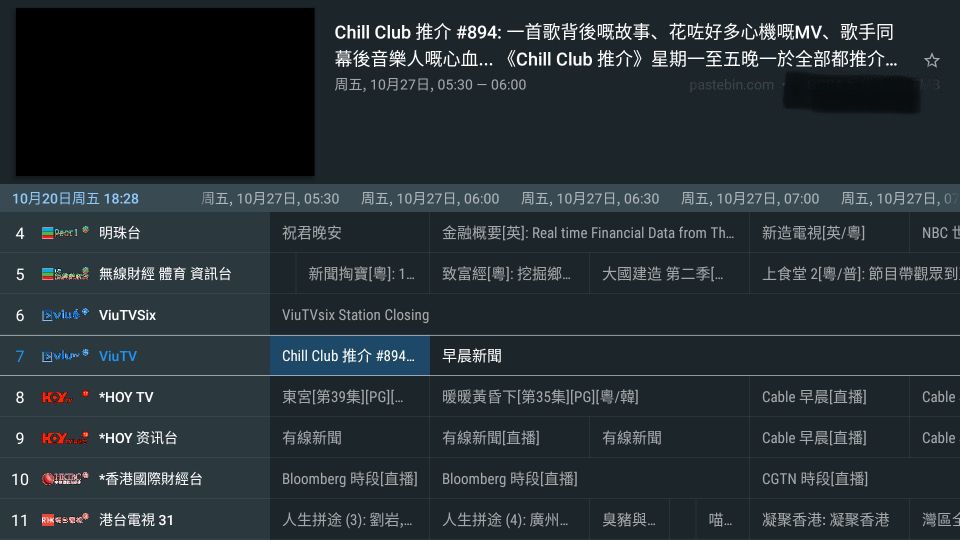 Chill Club 推介 #894: 一首歌背後嘅故事、花咗好多心機嘅MV、歌手同
幕後音樂人嘅心血... 《Chill Club 推介》星期一至五晚一於全部都推介...
周五, 10月27日, 05:30 — 06:00
pastebin.com
10月20日周五 18:28 周五, 10月27日, 05:30 周五, 10月27日, 06:00 周五, 10月27日, 06:30 周五, 10月27日, 07:00 周五, 10月27日, 07
4 明珠台 祝君晚安 金融概要[英]: Real time Financial Data from Th... 新造電視[英/粵] NBC
5 無線財經 體育 資訊台 新聞掏寶[粵]: 1... 致富經[粵]: 挖掘鄉... 大國建造 第二季[... 上食堂 2[粵/普]: 節目帶觀眾到
6 ViuTVSix ViuTVsix Station Closing
7 ViuTV Chill Club 推介 #894... 早晨新聞
8 HOY *HOY TV 東宮[第39集][PG][... 暖暖黃昏下[第35集][PG][粵/韓] Cable 早晨[直播] Cable
9 HOY *HOY 资讯台 有線新聞 有線新聞[直播] 有線新聞 Cable 早晨[直播] Cable
10 *香港國際財經台 Bloomberg 時段[直播] Bloomberg 時段[直播] CGTN 時段[直播]
11 港台電視 31 人生拼途 (3): 劉岩,... 人生拼途 (4): 廣州... 臭豬與... 喵... 凝聚香港: 凝聚香港 灣區全